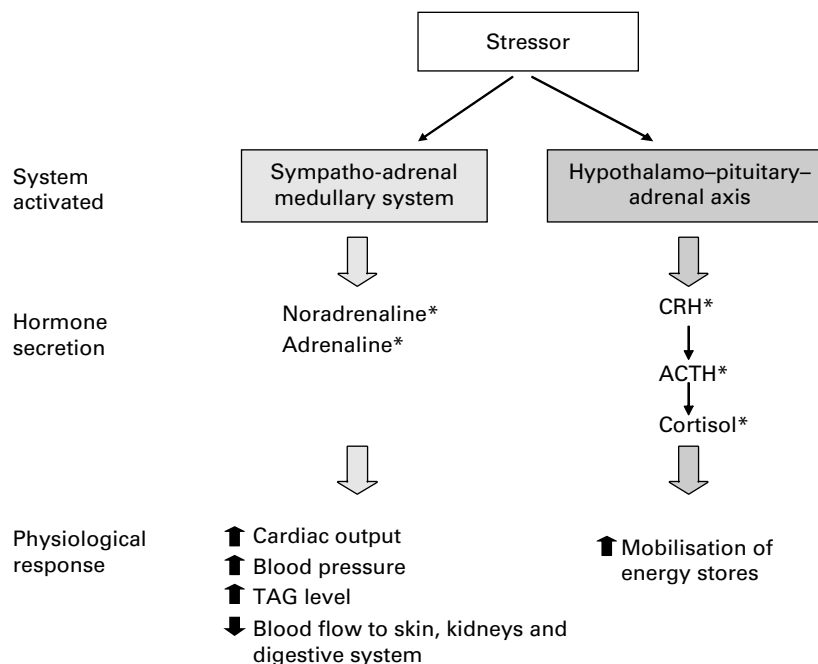 Stressor
System
activated
Sympatho-adrenal
medullary system
Hypothalamo–pituitary–
adrenal axis
Hormone
secretion
Noradrenaline*
Adrenaline*
CRH*
ACTH*
Cortisol*
Physiological
response
Cardiac output
Blood pressure
TAG level
Blood flow to skin, kidneys and
digestive system
Mobilisation of
energy stores